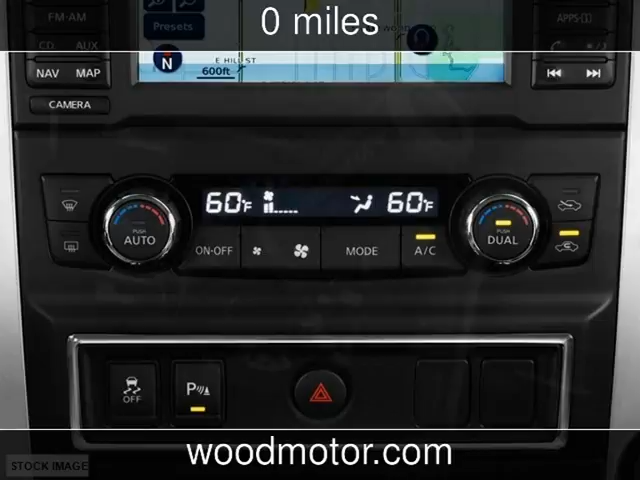 0 miles
FM·AM
Presets
APPS·[i]
CD AUX
N
E HILL ST
600ft
NAV MAP
CAMERA
60°F 60°F
PUSH AUTO
PUSH DUAL
ON·OFF MODE A/C
OFF
P
STOCK IMAGE
woodmotor.com